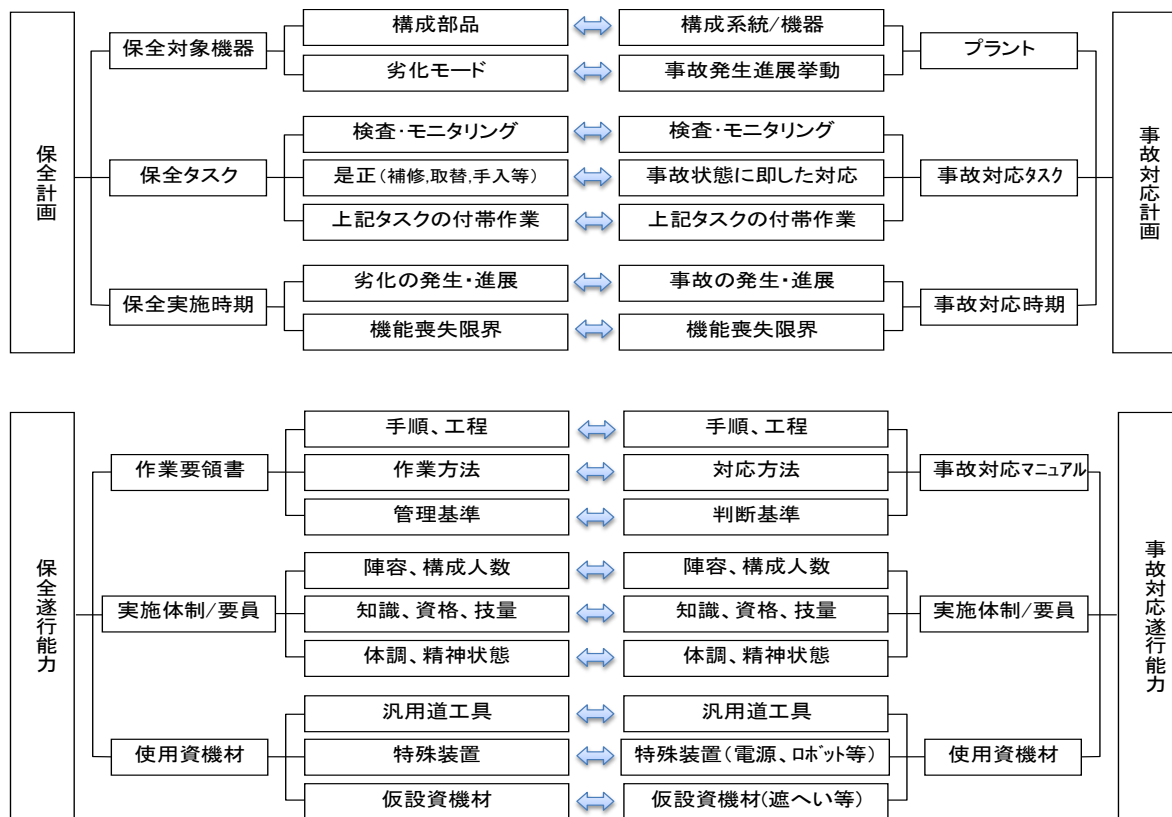 保全計画
保全対象機器
構成部品
構成系統/機器
プラント
事故対応計画
劣化モード
事故発生進展挙動
保全タスク
検査・モニタリング
検査・モニタリング
事故対応タスク
是正(補修,取替,手入等)
事故状態に即した対応
上記タスクの付帯作業
上記タスクの付帯作業
保全実施時期
劣化の発生・進展
事故の発生・進展
事故対応時期
機能喪失限界
機能喪失限界
保全遂行能力
作業要領書
手順、工程
手順、工程
事故対応マニュアル
事故対応遂行能力
作業方法
対応方法
管理基準
判断基準
実施体制/要員
陣容、構成人数
陣容、構成人数
実施体制/要員
知識、資格、技量
知識、資格、技量
体調、精神状態
体調、精神状態
使用資機材
汎用道工具
汎用道工具
使用資機材
特殊装置
特殊装置(電源、ロボット等)
仮設資機材
仮設資機材(遮へい等)